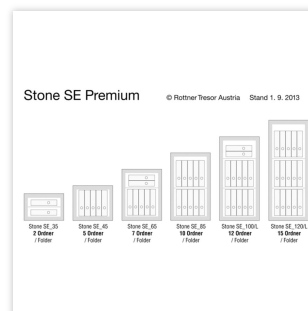 Stone SE Premium © RottnerTresor Austria Stand 1. 9. 2013
Stone SE_35 Stone SE_45 Stone SE_65 Stone SE_85 Stone SE_100/L Stone SE_120/L
2 Ordner 5 Ordner 7 Ordner 10 Ordner 12 Ordner 15 Ordner
/ Folder / Folder / Folder / Folder / Folder / Folder